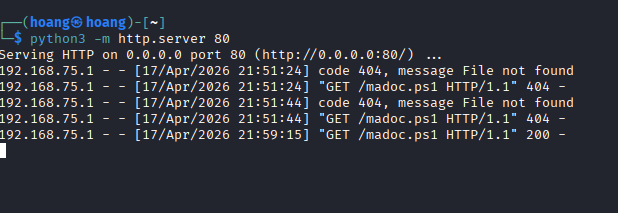 ┌──(hoang㉿hoang)-[~]
└─$ python3 -m http.server 80
Serving HTTP on 0.0.0.0 port 80 (http://0.0.0.0:80/) ...
192.168.75.1 - - [17/Apr/2026 21:51:24] code 404, message File not found
192.168.75.1 - - [17/Apr/2026 21:51:24] "GET /madoc.ps1 HTTP/1.1" 404 -
192.168.75.1 - - [17/Apr/2026 21:51:44] code 404, message File not found
192.168.75.1 - - [17/Apr/2026 21:51:44] "GET /madoc.ps1 HTTP/1.1" 404 -
192.168.75.1 - - [17/Apr/2026 21:59:15] "GET /madoc.ps1 HTTP/1.1" 200 -